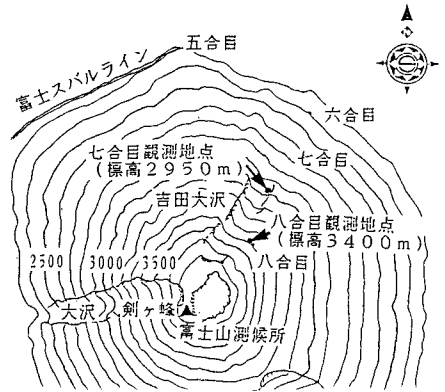 五合目
富士スバルライン
六合目
七合目
七合目観測地点
(標高2950m)
吉田大沢
八合目観測地点
(標高3400m)
八合目
2500 3000 3500
大沢
剣ヶ峰
富士山測候所